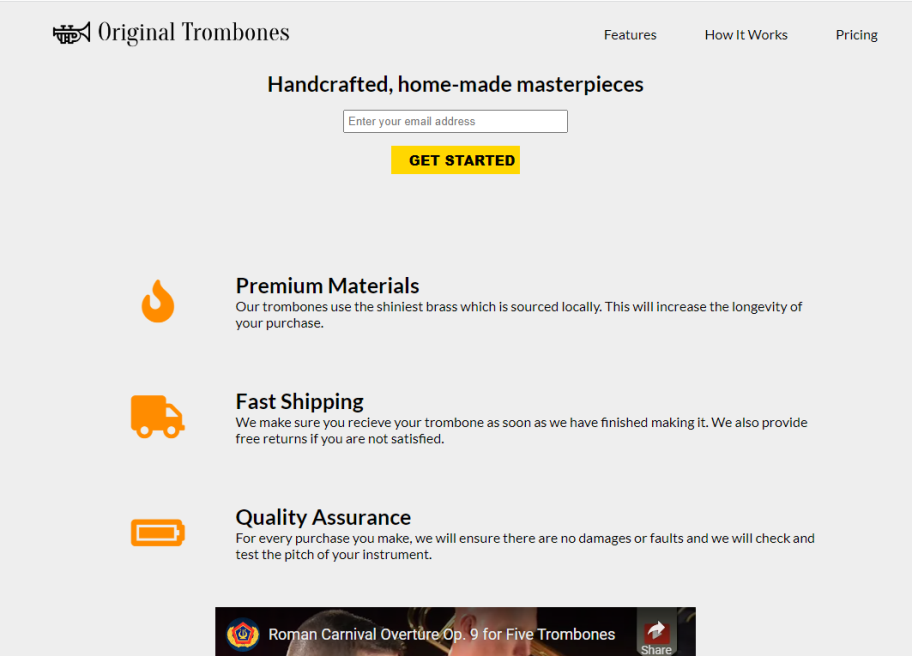 Original Trombones
Features
How It Works
Pricing
Handcrafted, home-made masterpieces
Enter your email address
GET STARTED
Premium Materials
Our trombones use the shiniest brass which is sourced locally. This will increase the longevity of
your purchase.
Fast Shipping
We make sure you recieve your trombone as soon as we have finished making it. We also provide
free returns if you are not satisfied.
Quality Assurance
For every purchase you make, we will ensure there are no damages or faults and we will check and
test the pitch of your instrument.
Roman Carnival Overture Op. 9 for Five Trombones
Share